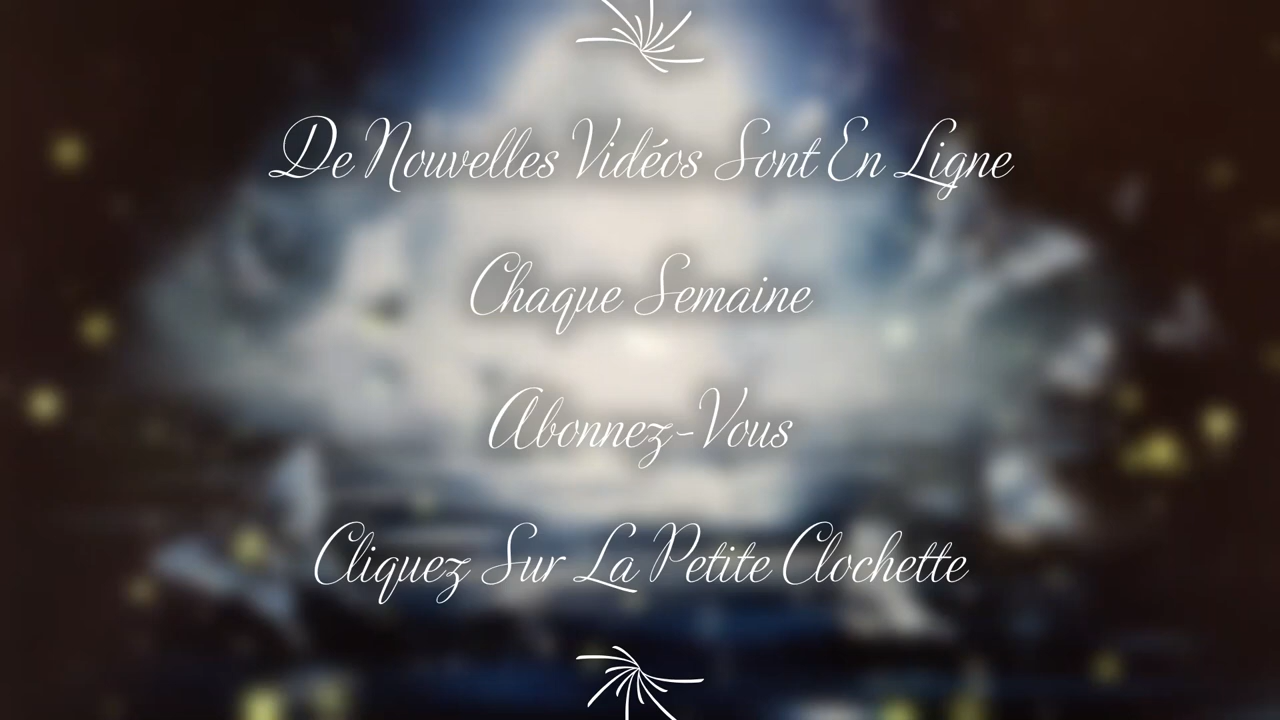 De Nouvelles Vidéos Sont En Ligne
Chaque Semaine
Abonnez-Vous
Cliquez Sur La Petite Clochette